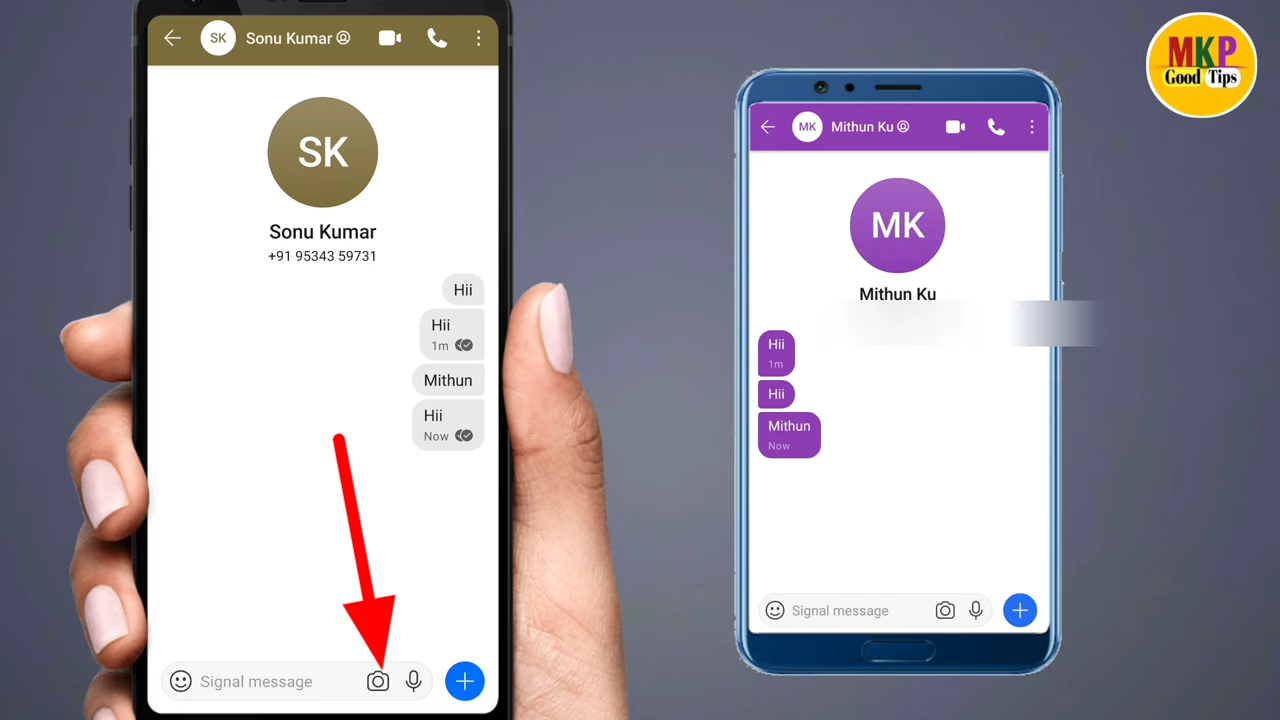 SK Sonu Kumar
SK
Sonu Kumar
+91 95343 59731
Hii
Hii
1m
Mithun
Hii
Now
Signal message
MK Mithun Ku
MK
Mithun Ku
Hii
1m
Hii
Mithun
Now
Signal message
MKP
Good Tips